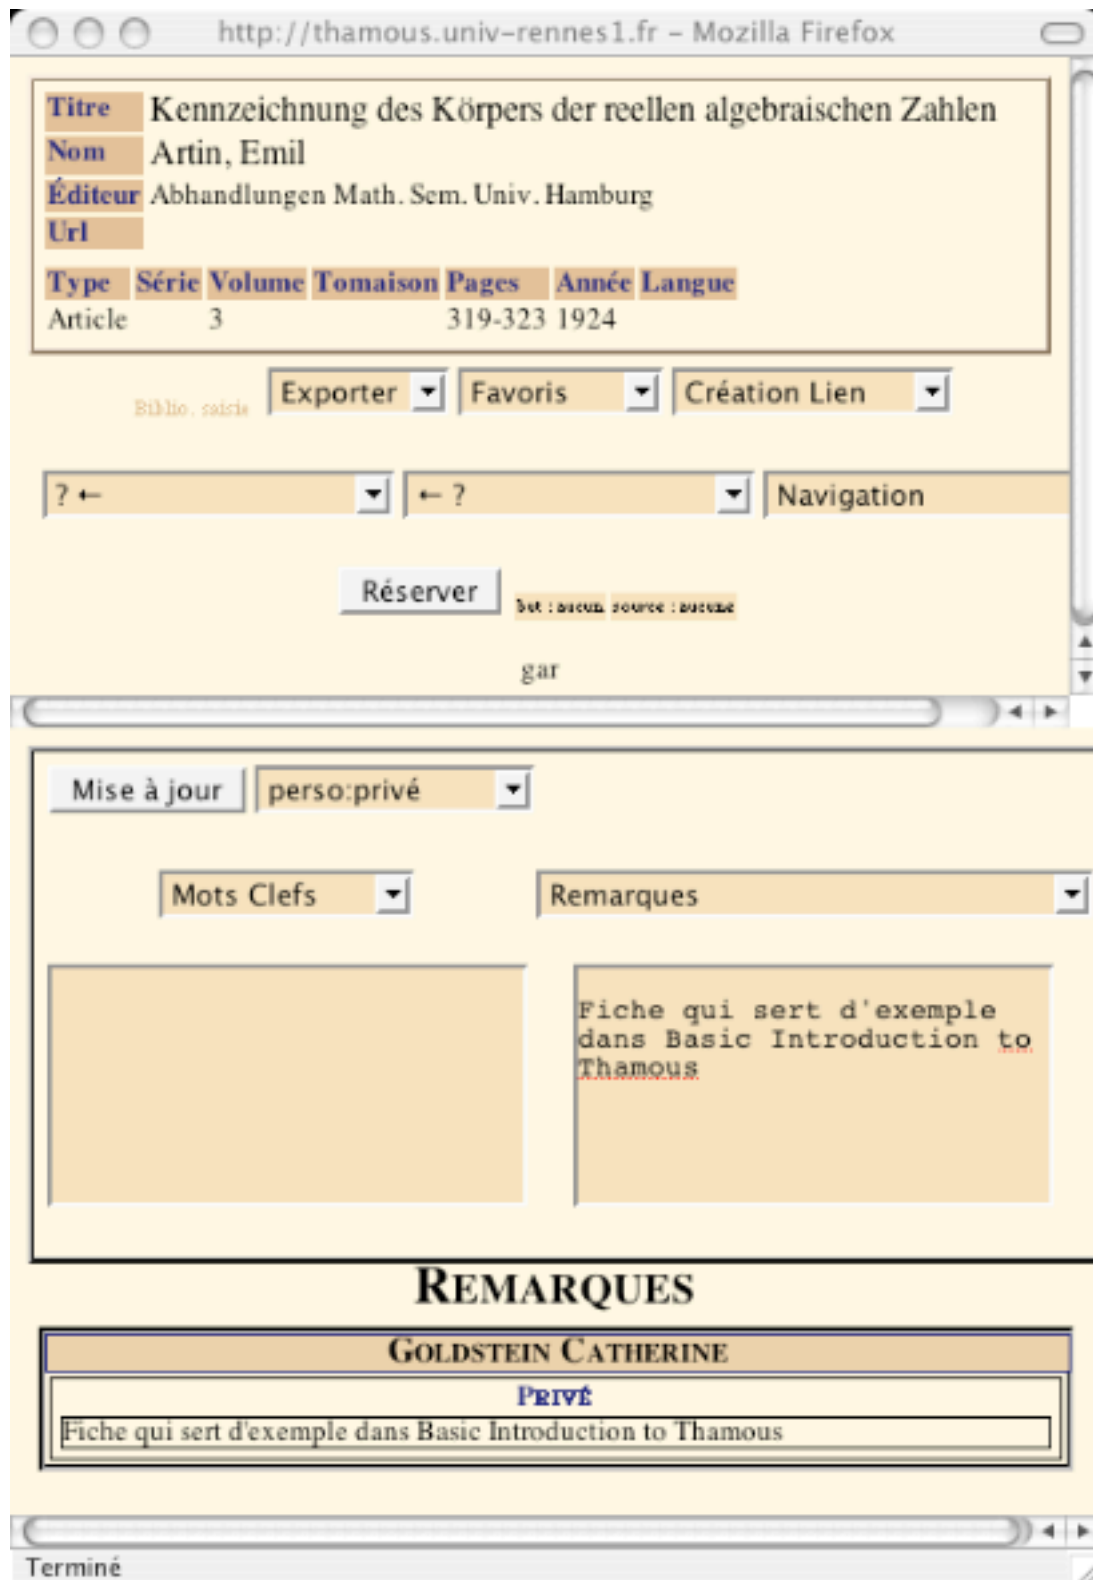 http://thamous.univ-rennes1.fr – Mozilla Firefox
Titre Kennzeichnung des Körpers der reellen algebraischen Zahlen
Nom Artin, Emil
Éditeur Abhandlungen Math. Sem. Univ. Hamburg
Url
Type Série Volume Tomaison Pages Année Langue
Article 3 319-323 1924
Biblio. saisie Exporter Favoris Création Lien
? ← ← ? Navigation
Réserver but : aucun source : aucune
gar
Mise à jour perso:privé
Mots Clefs Remarques
Fiche qui sert d'exemple
dans Basic Introduction to
Thamous
REMARQUES
GOLDSTEIN CATHERINE
PRIVÉ
Fiche qui sert d'exemple dans Basic Introduction to Thamous
Terminé